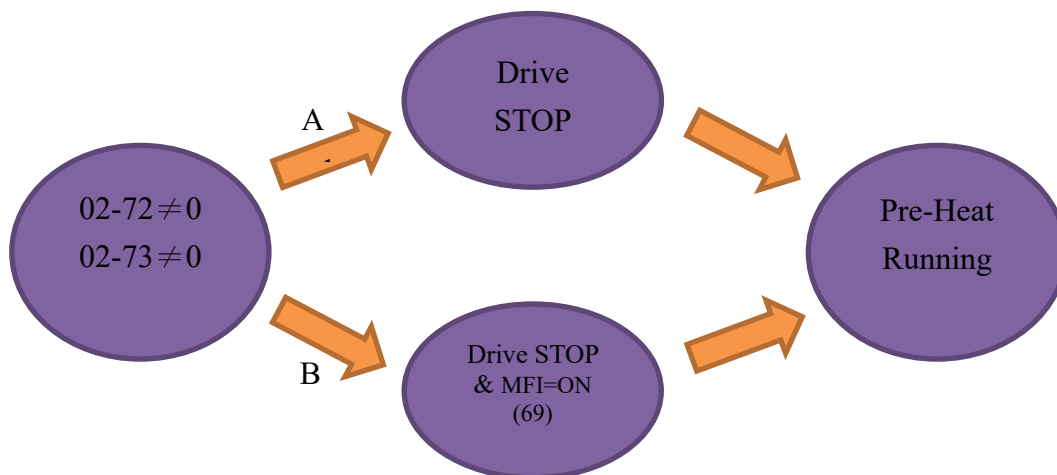 Drive
STOP
A
02-72≠0
02-73≠0
Pre-Heat
Running
B
Drive STOP
& MFI=ON
(69)